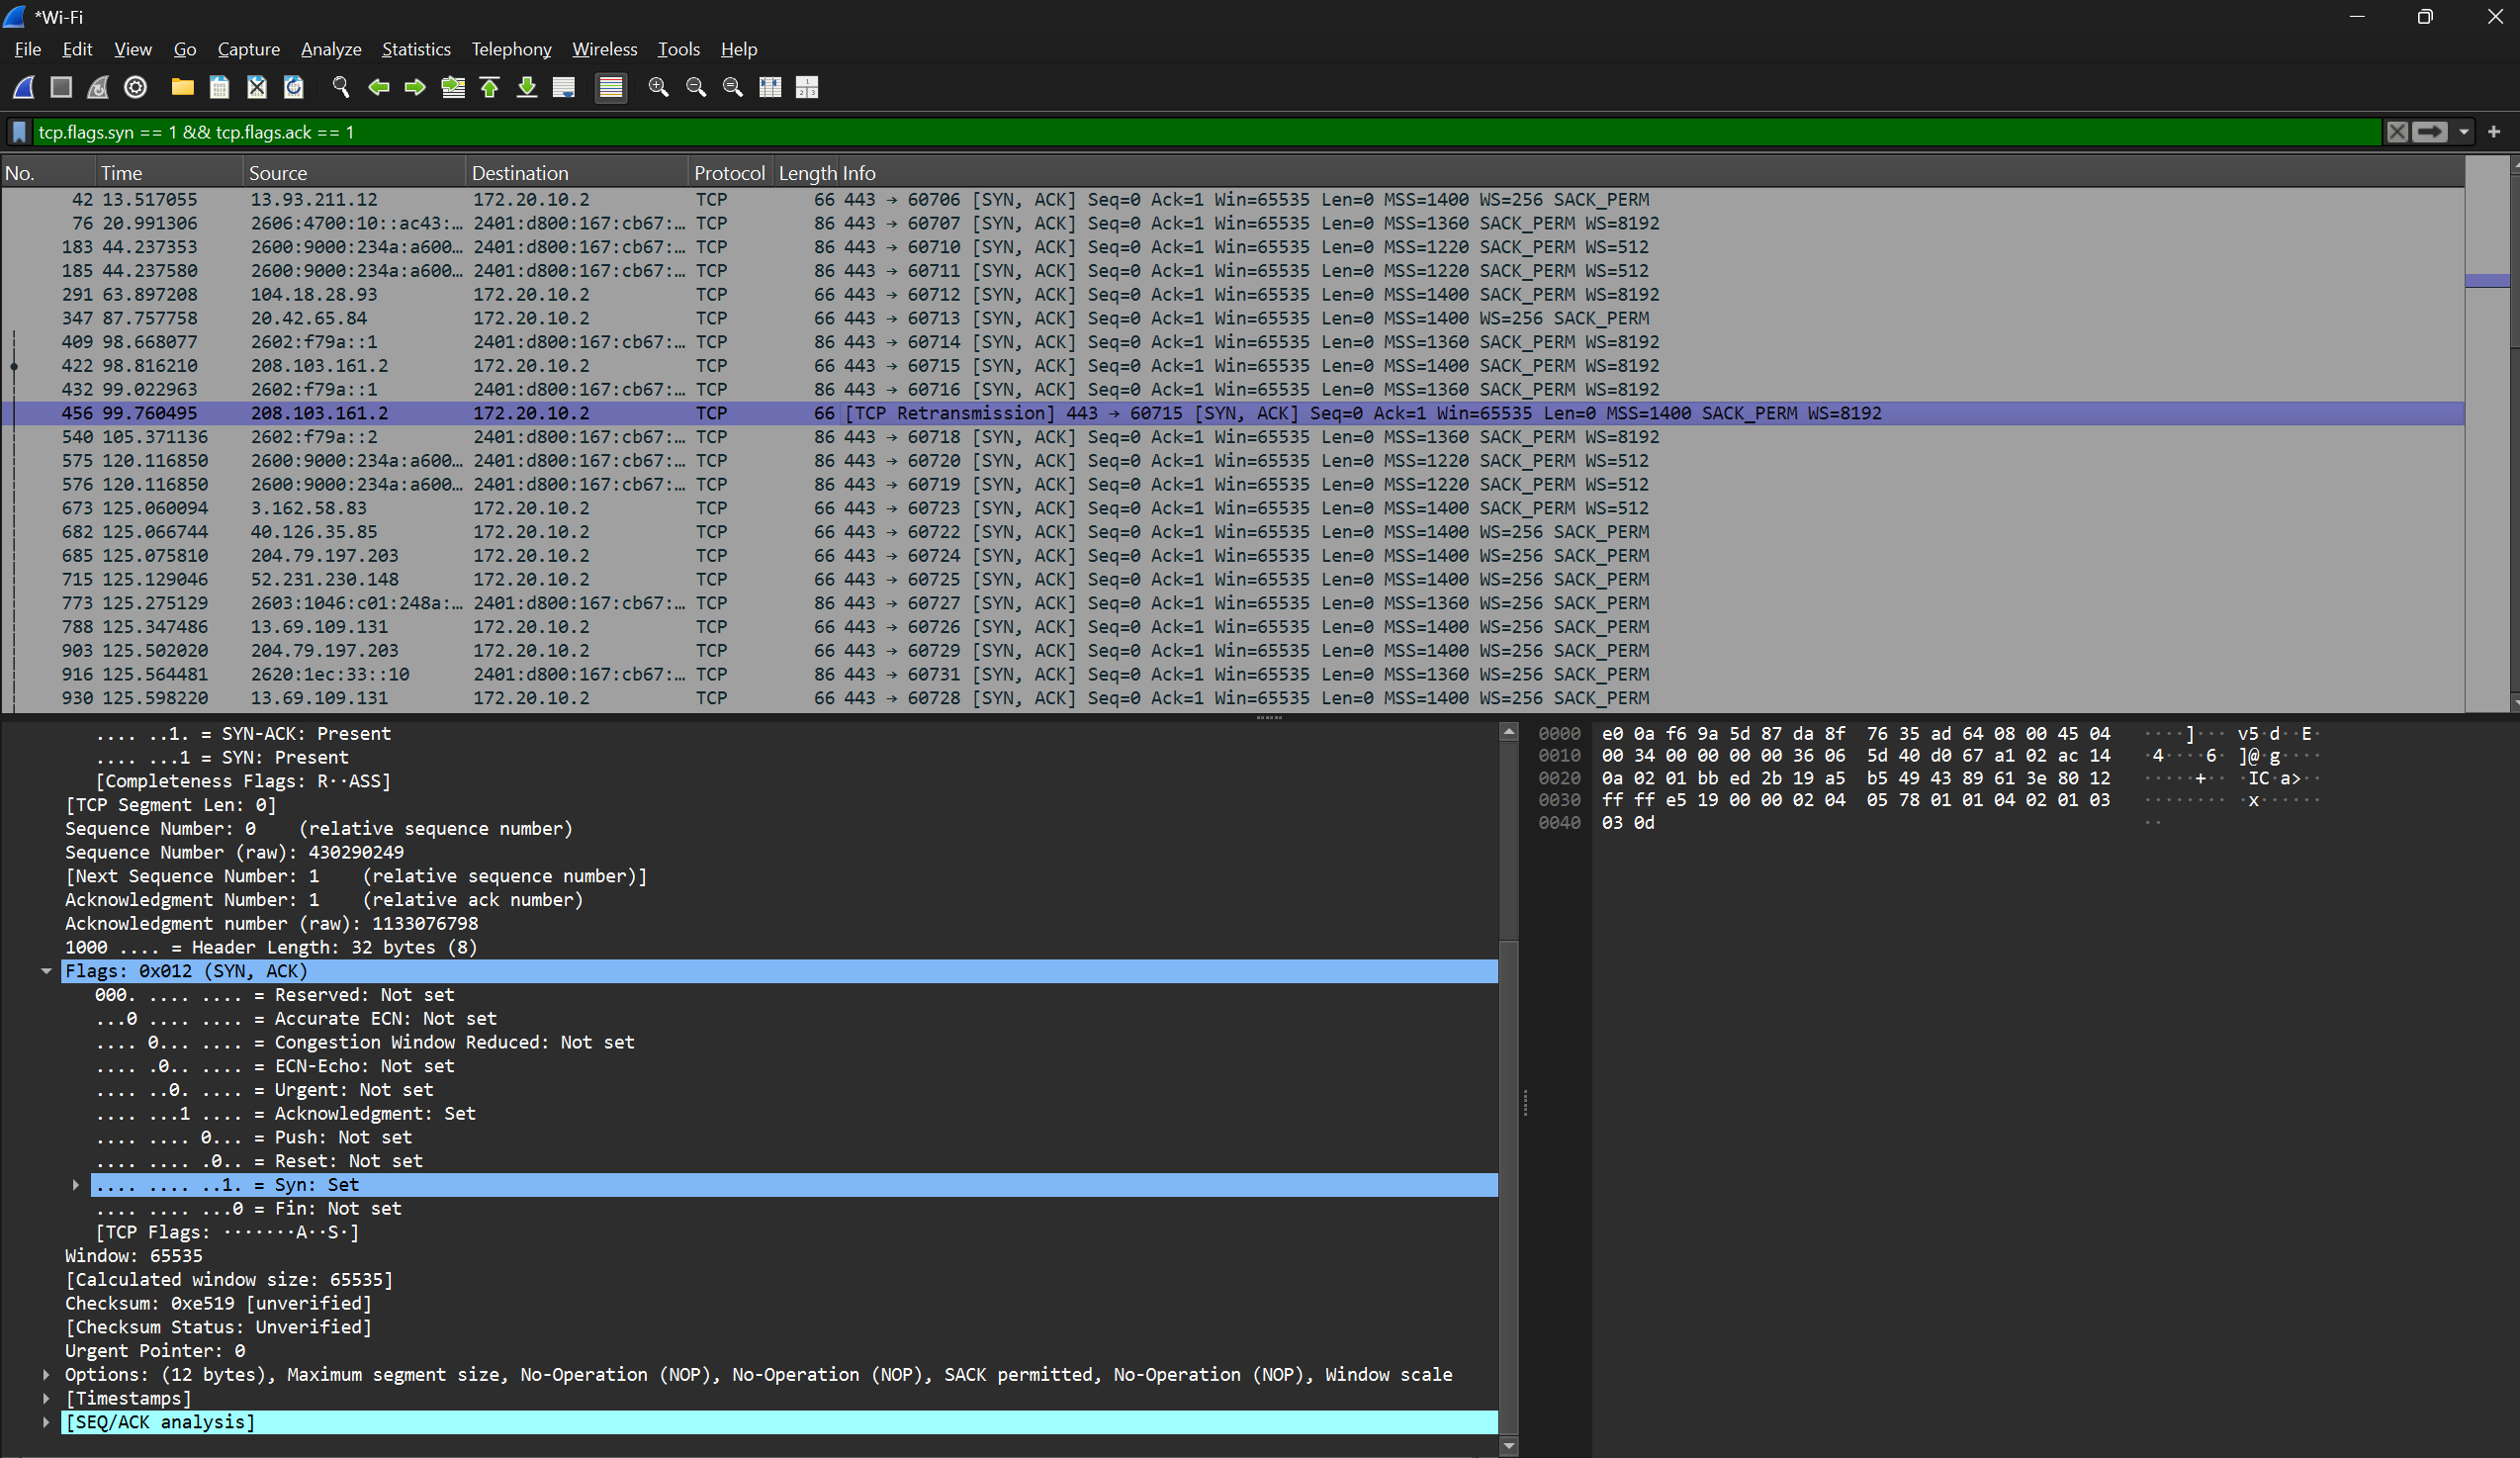 *Wi-Fi
File Edit View Go Capture Analyze Statistics Telephony Wireless Tools Help
tcp.flags.syn == 1 && tcp.flags.ack == 1
No. Time Source Destination Protocol Length Info
42 13.517055 13.93.211.12 172.20.10.2 TCP 66 443 → 60706 [SYN, ACK] Seq=0 Ack=1 Win=65535 Len=0 MSS=1400 WS=256 SACK_PERM
76 20.991306 2606:4700:10::ac43:… 2401:d800:167:cb67:… TCP 86 443 → 60707 [SYN, ACK] Seq=0 Ack=1 Win=65535 Len=0 MSS=1360 SACK_PERM WS=8192
183 44.237353 2600:9000:234a:a600… 2401:d800:167:cb67:… TCP 86 443 → 60710 [SYN, ACK] Seq=0 Ack=1 Win=65535 Len=0 MSS=1220 SACK_PERM WS=512
185 44.237580 2600:9000:234a:a600… 2401:d800:167:cb67:… TCP 86 443 → 60711 [SYN, ACK] Seq=0 Ack=1 Win=65535 Len=0 MSS=1220 SACK_PERM WS=512
291 63.897208 104.18.28.93 172.20.10.2 TCP 66 443 → 60712 [SYN, ACK] Seq=0 Ack=1 Win=65535 Len=0 MSS=1400 SACK_PERM WS=8192
347 87.757758 20.42.65.84 172.20.10.2 TCP 66 443 → 60713 [SYN, ACK] Seq=0 Ack=1 Win=65535 Len=0 MSS=1400 WS=256 SACK_PERM
409 98.668077 2602:f79a::1 2401:d800:167:cb67:… TCP 86 443 → 60714 [SYN, ACK] Seq=0 Ack=1 Win=65535 Len=0 MSS=1360 SACK_PERM WS=8192
422 98.816210 208.103.161.2 172.20.10.2 TCP 66 443 → 60715 [SYN, ACK] Seq=0 Ack=1 Win=65535 Len=0 MSS=1400 SACK_PERM WS=8192
432 99.022963 2602:f79a::1 2401:d800:167:cb67:… TCP 86 443 → 60716 [SYN, ACK] Seq=0 Ack=1 Win=65535 Len=0 MSS=1360 SACK_PERM WS=8192
456 99.760495 208.103.161.2 172.20.10.2 TCP 66 [TCP Retransmission] 443 → 60715 [SYN, ACK] Seq=0 Ack=1 Win=65535 Len=0 MSS=1400 SACK_PERM WS=8192
540 105.371136 2602:f79a::2 2401:d800:167:cb67:… TCP 86 443 → 60718 [SYN, ACK] Seq=0 Ack=1 Win=65535 Len=0 MSS=1360 SACK_PERM WS=8192
575 120.116850 2600:9000:234a:a600… 2401:d800:167:cb67:… TCP 86 443 → 60720 [SYN, ACK] Seq=0 Ack=1 Win=65535 Len=0 MSS=1220 SACK_PERM WS=512
576 120.116850 2600:9000:234a:a600… 2401:d800:167:cb67:… TCP 86 443 → 60719 [SYN, ACK] Seq=0 Ack=1 Win=65535 Len=0 MSS=1220 SACK_PERM WS=512
673 125.060094 3.162.58.83 172.20.10.2 TCP 66 443 → 60723 [SYN, ACK] Seq=0 Ack=1 Win=65535 Len=0 MSS=1400 SACK_PERM WS=512
682 125.066744 40.126.35.85 172.20.10.2 TCP 66 443 → 60722 [SYN, ACK] Seq=0 Ack=1 Win=65535 Len=0 MSS=1400 WS=256 SACK_PERM
685 125.075810 204.79.197.203 172.20.10.2 TCP 66 443 → 60724 [SYN, ACK] Seq=0 Ack=1 Win=65535 Len=0 MSS=1400 WS=256 SACK_PERM
715 125.129046 52.231.230.148 172.20.10.2 TCP 66 443 → 60725 [SYN, ACK] Seq=0 Ack=1 Win=65535 Len=0 MSS=1400 WS=256 SACK_PERM
773 125.275129 2603:1046:c01:248a:… 2401:d800:167:cb67:… TCP 86 443 → 60727 [SYN, ACK] Seq=0 Ack=1 Win=65535 Len=0 MSS=1360 WS=256 SACK_PERM
788 125.347486 13.69.109.131 172.20.10.2 TCP 66 443 → 60726 [SYN, ACK] Seq=0 Ack=1 Win=65535 Len=0 MSS=1400 WS=256 SACK_PERM
903 125.502020 204.79.197.203 172.20.10.2 TCP 66 443 → 60729 [SYN, ACK] Seq=0 Ack=1 Win=65535 Len=0 MSS=1400 WS=256 SACK_PERM
916 125.564481 2620:1ec:33::10 2401:d800:167:cb67:… TCP 86 443 → 60731 [SYN, ACK] Seq=0 Ack=1 Win=65535 Len=0 MSS=1360 WS=256 SACK_PERM
930 125.598220 13.69.109.131 172.20.10.2 TCP 66 443 → 60728 [SYN, ACK] Seq=0 Ack=1 Win=65535 Len=0 MSS=1400 WS=256 SACK_PERM
.... ..1. = SYN-ACK: Present
.... ...1 = SYN: Present
[Completeness Flags: R··ASS]
[TCP Segment Len: 0]
Sequence Number: 0    (relative sequence number)
Sequence Number (raw): 430290249
[Next Sequence Number: 1    (relative sequence number)]
Acknowledgment Number: 1    (relative ack number)
Acknowledgment number (raw): 1133076798
1000 .... = Header Length: 32 bytes (8)
Flags: 0x012 (SYN, ACK)
000. .... .... = Reserved: Not set
...0 .... .... = Accurate ECN: Not set
.... 0... .... = Congestion Window Reduced: Not set
.... .0.. .... = ECN-Echo: Not set
.... ..0. .... = Urgent: Not set
.... ...1 .... = Acknowledgment: Set
.... .... 0... = Push: Not set
.... .... .0.. = Reset: Not set
.... .... ..1. = Syn: Set
.... .... ...0 = Fin: Not set
[TCP Flags: ·······A··S·]
Window: 65535
[Calculated window size: 65535]
Checksum: 0xe519 [unverified]
[Checksum Status: Unverified]
Urgent Pointer: 0
Options: (12 bytes), Maximum segment size, No-Operation (NOP), No-Operation (NOP), SACK permitted, No-Operation (NOP), Window scale
[Timestamps]
[SEQ/ACK analysis]
0000 e0 0a f6 9a 5d 87 da 8f 76 35 ad 64 08 00 45 04 ····]··· v5·d··E·
0010 00 34 00 00 00 00 36 06 5d 40 d0 67 a1 02 ac 14 ·4····6· ]@·g····
0020 0a 02 01 bb ed 2b 19 a5 b5 49 43 89 61 3e 80 12 ·····+·· ·IC·a>··
0030 ff ff e5 19 00 00 02 04 05 78 01 01 04 02 01 03 ········ ·x······
0040 03 0d ··